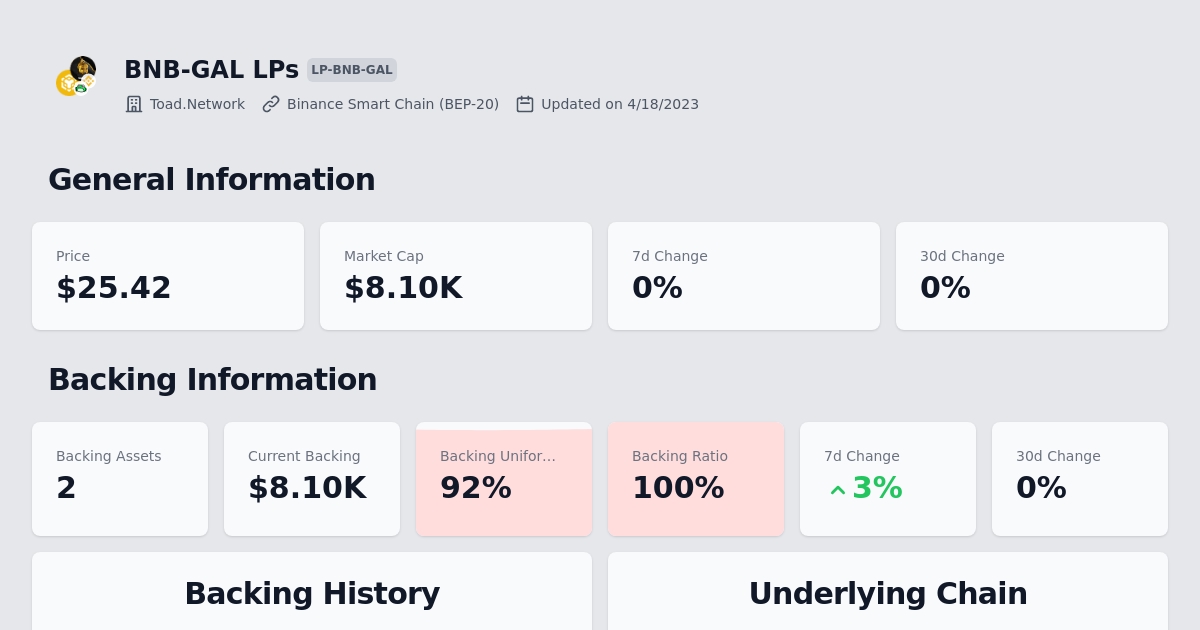 BNB-GAL LPs LP-BNB-GAL
Toad.Network Binance Smart Chain (BEP-20) Updated on 4/18/2023
General Information
Price Market Cap 7d Change 30d Change
$25.42 $8.10K 0% 0%
Backing Information
Backing Assets Current Backing Backing Unifor... Backing Ratio 7d Change 30d Change
2 $8.10K 92% 100% 3% 0%
Backing History Underlying Chain